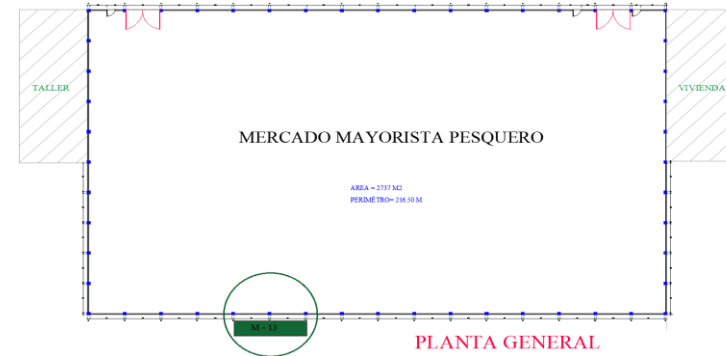 TALLER
VIVIENDA
MERCADO MAYORISTA PESQUERO
AREA = 2737 M2
PERIMETRO= 216.50 M
M - 13
PLANTA GENERAL